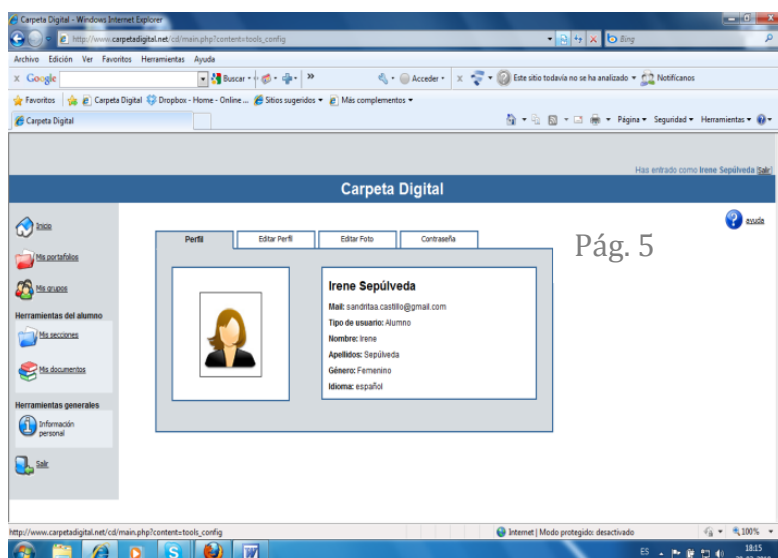 Carpeta Digital - Windows Internet Explorer
http://www.carpetadigital.net/cd/main.php?content=tools_config
Bing
Archivo Edición Ver Favoritos Herramientas Ayuda
x Google Buscar Acceder x Este sitio todavía no se ha analizado Notifícanos
Favoritos Carpeta Digital Dropbox - Home - Online ... Sitios sugeridos Más complementos
Carpeta Digital Página Seguridad Herramientas
Has entrado como Irene Sepúlveda [Salir]
Carpeta Digital
ayuda
Inicio
Mis portafolios
Mis grupos
Herramientas del alumno
Mis secciones
Mis documentos
Herramientas generales
Información
personal
Salir
Perfil Editar Perfil Editar Foto Contraseña
Pág. 5
Irene Sepúlveda
Mail: sandritaa.castillo@gmail.com
Tipo de usuario: Alumno
Nombre: Irene
Apellidos: Sepúlveda
Género: Femenino
Idioma: español
http://www.carpetadigital.net/cd/main.php?content=tools_config Internet | Modo protegido: desactivado 100%
ES 18:15